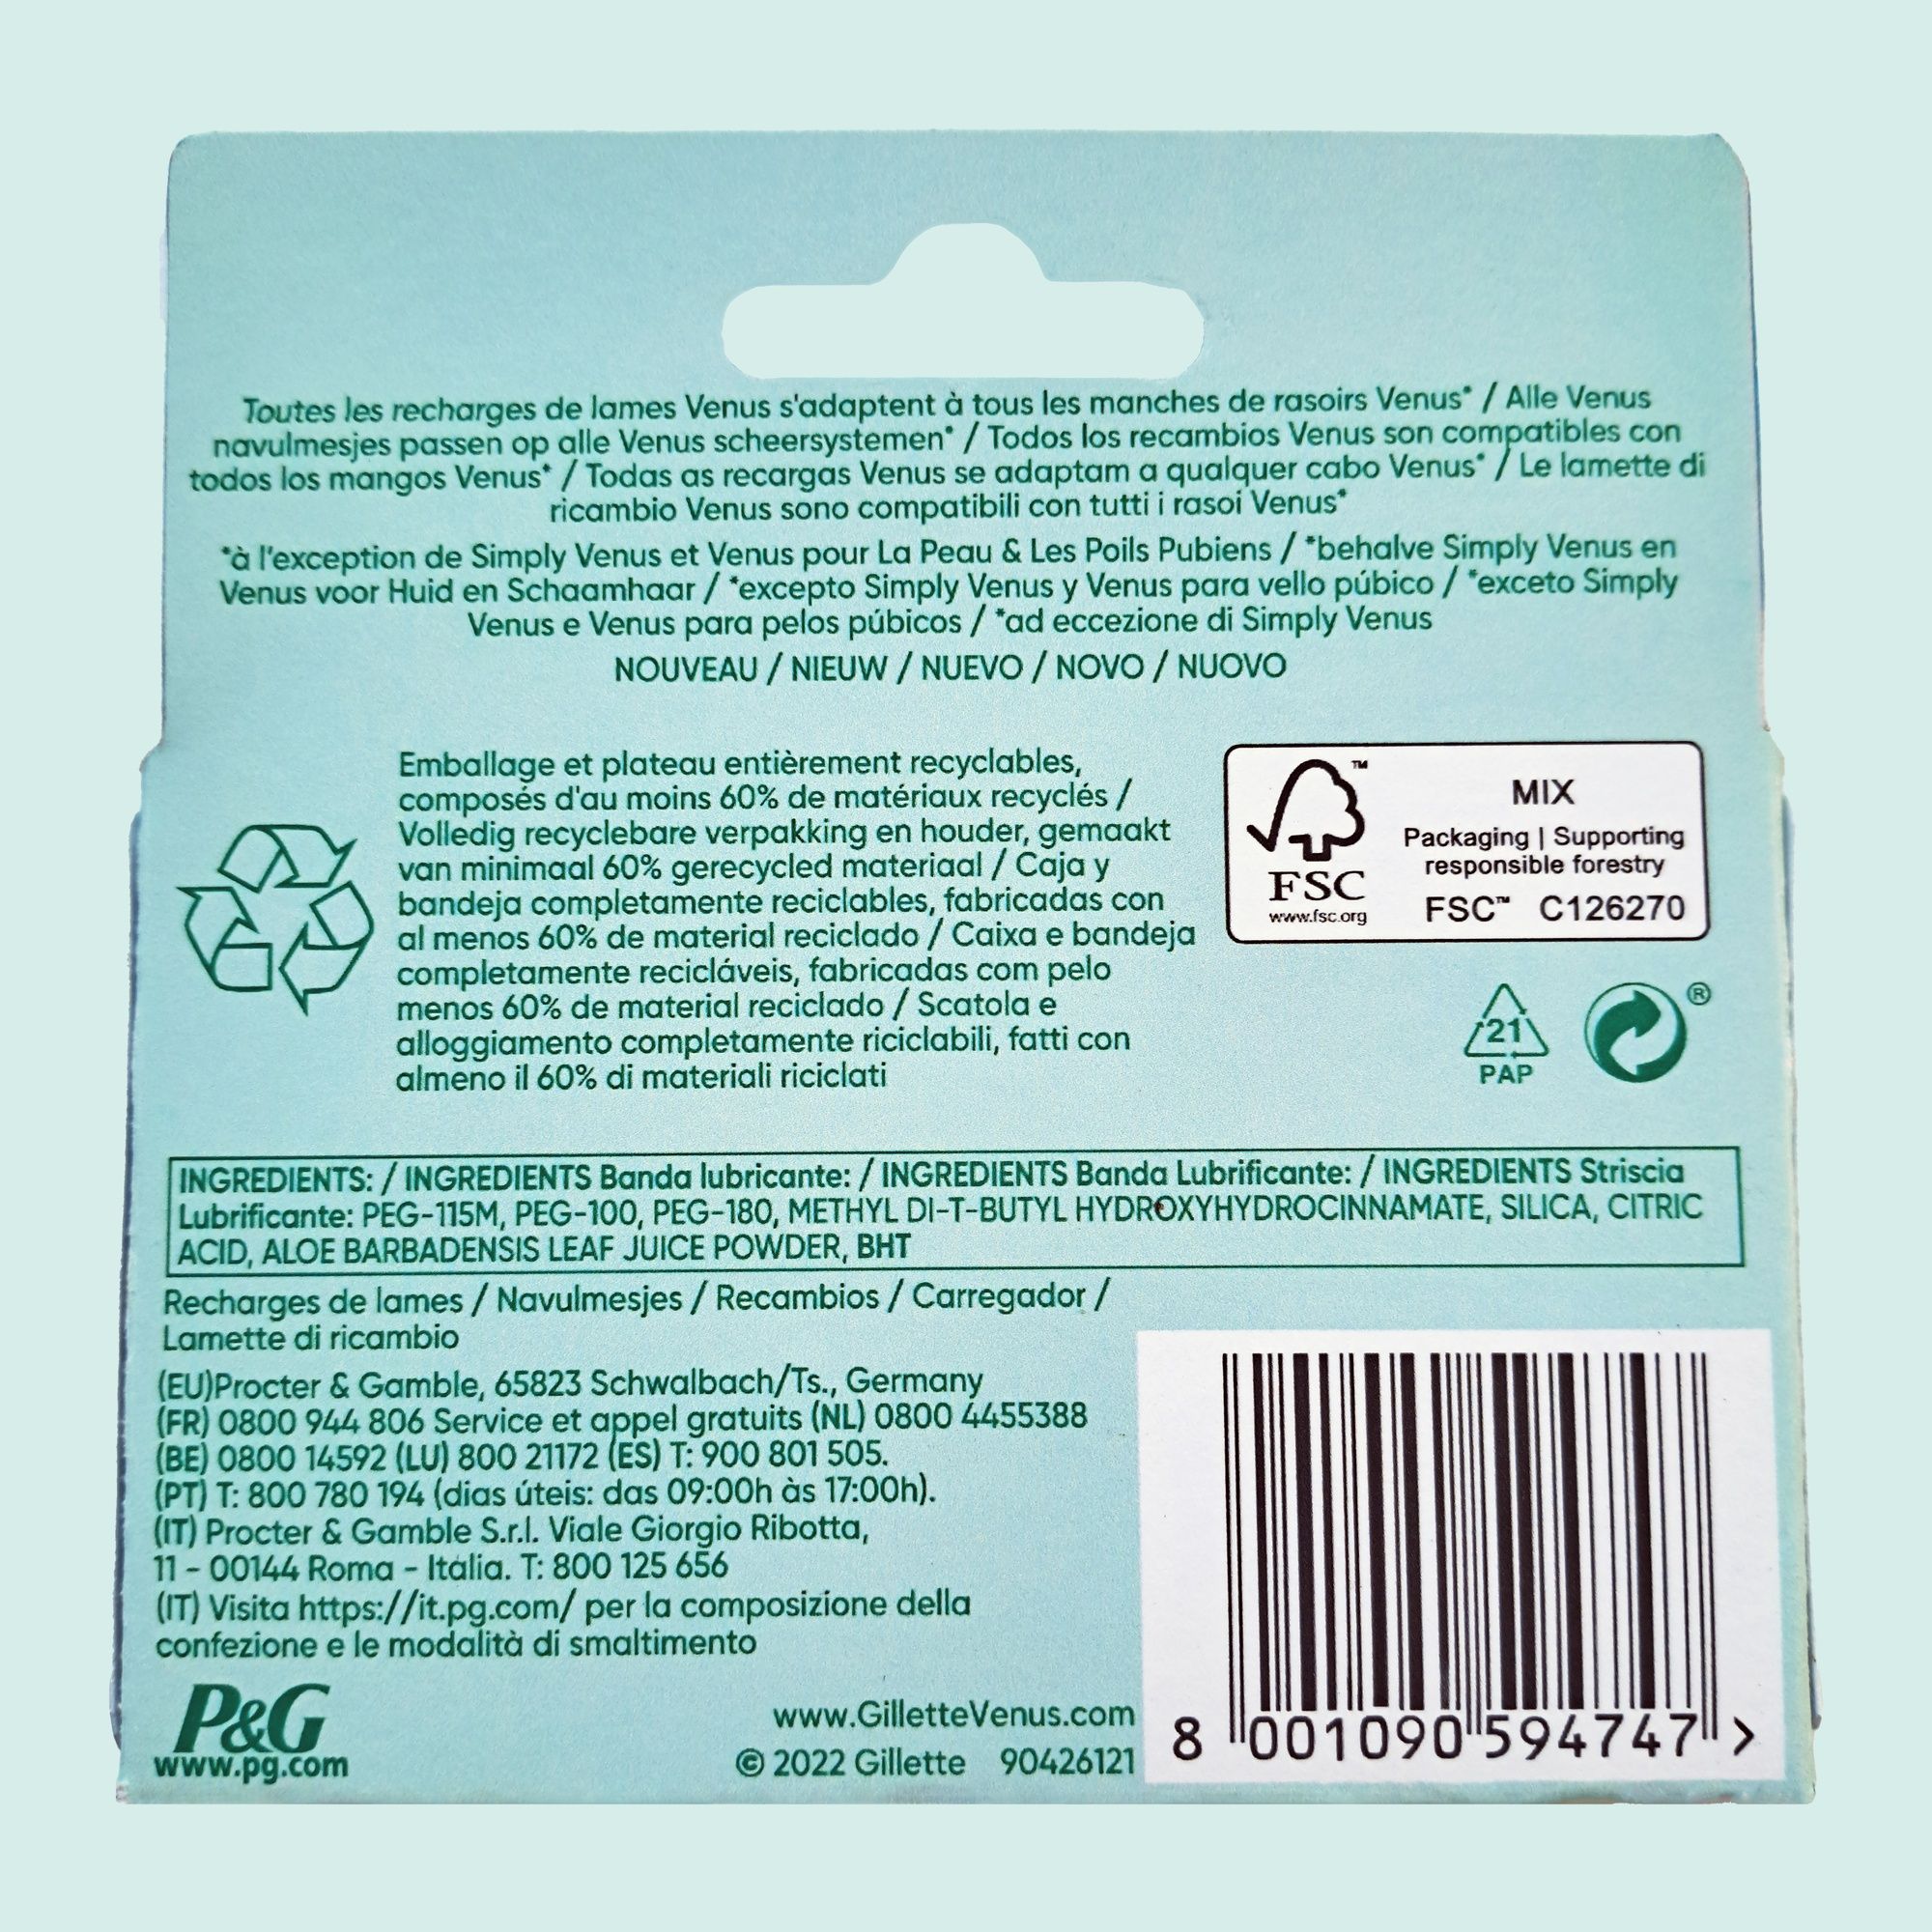 Toutes les recharges de lames Venus s'adaptent à tous les manches de rasoirs Venus* / Alle Venus
navulmesjes passen op alle Venus scheersystemen* / Todos los recambios Venus son compatibles con
todos los mangos Venus* / Todas as recargas Venus se adaptam a qualquer cabo Venus* / Le lamette di
ricambio Venus sono compatibili con tutti i rasoi Venus*
*à l'exception de Simply Venus et Venus pour La Peau & Les Poils Pubiens / *behalve Simply Venus en
Venus voor Huid en Schaamhaar / *excepto Simply Venus y Venus para vello púbico / *exceto Simply
Venus e Venus para pelos púbicos / *ad eccezione di Simply Venus
NOUVEAU / NIEUW / NUEVO / NOVO / NUOVO
Emballage et plateau entièrement recyclables,
composés d'au moins 60% de matériaux recyclés /
Volledig recyclebare verpakking en houder, gemaakt
van minimaal 60% gerecycled materiaal / Caja y
bandeja completamente reciclables, fabricadas con
al menos 60% de material reciclado / Caixa e bandeja
completamente recicláveis, fabricadas com pelo
menos 60% de material reciclado / Scatola e
alloggiamento completamente riciclabili, fatti con
almeno il 60% di materiali riciclati
™
FSC
www.fsc.org
MIX
Packaging | Supporting
responsible forestry
FSC™ C126270
21
PAP
®
INGREDIENTS: / INGREDIENTS Banda lubricante: / INGREDIENTS Banda Lubrificante: / INGREDIENTS Striscia
Lubrificante: PEG-115M, PEG-100, PEG-180, METHYL DI-T-BUTYL HYDROXYHYDROCINNAMATE, SILICA, CITRIC
ACID, ALOE BARBADENSIS LEAF JUICE POWDER, BHT
Recharges de lames / Navulmesjes / Recambios / Carregador /
Lamette di ricambio
(EU)Procter & Gamble, 65823 Schwalbach/Ts., Germany
(FR) 0800 944 806 Service et appel gratuits (NL) 0800 4455388
(BE) 0800 14592 (LU) 800 21172 (ES) T: 900 801 505.
(PT) T: 800 780 194 (dias úteis: das 09:00h às 17:00h).
(IT) Procter & Gamble S.r.l. Viale Giorgio Ribotta,
11 - 00144 Roma - Italia. T: 800 125 656
(IT) Visita https://it.pg.com/ per la composizione della
confezione e le modalità di smaltimento
P&G
www.pg.com
www.GilletteVenus.com
© 2022 Gillette 90426121
8 001090 594747 >